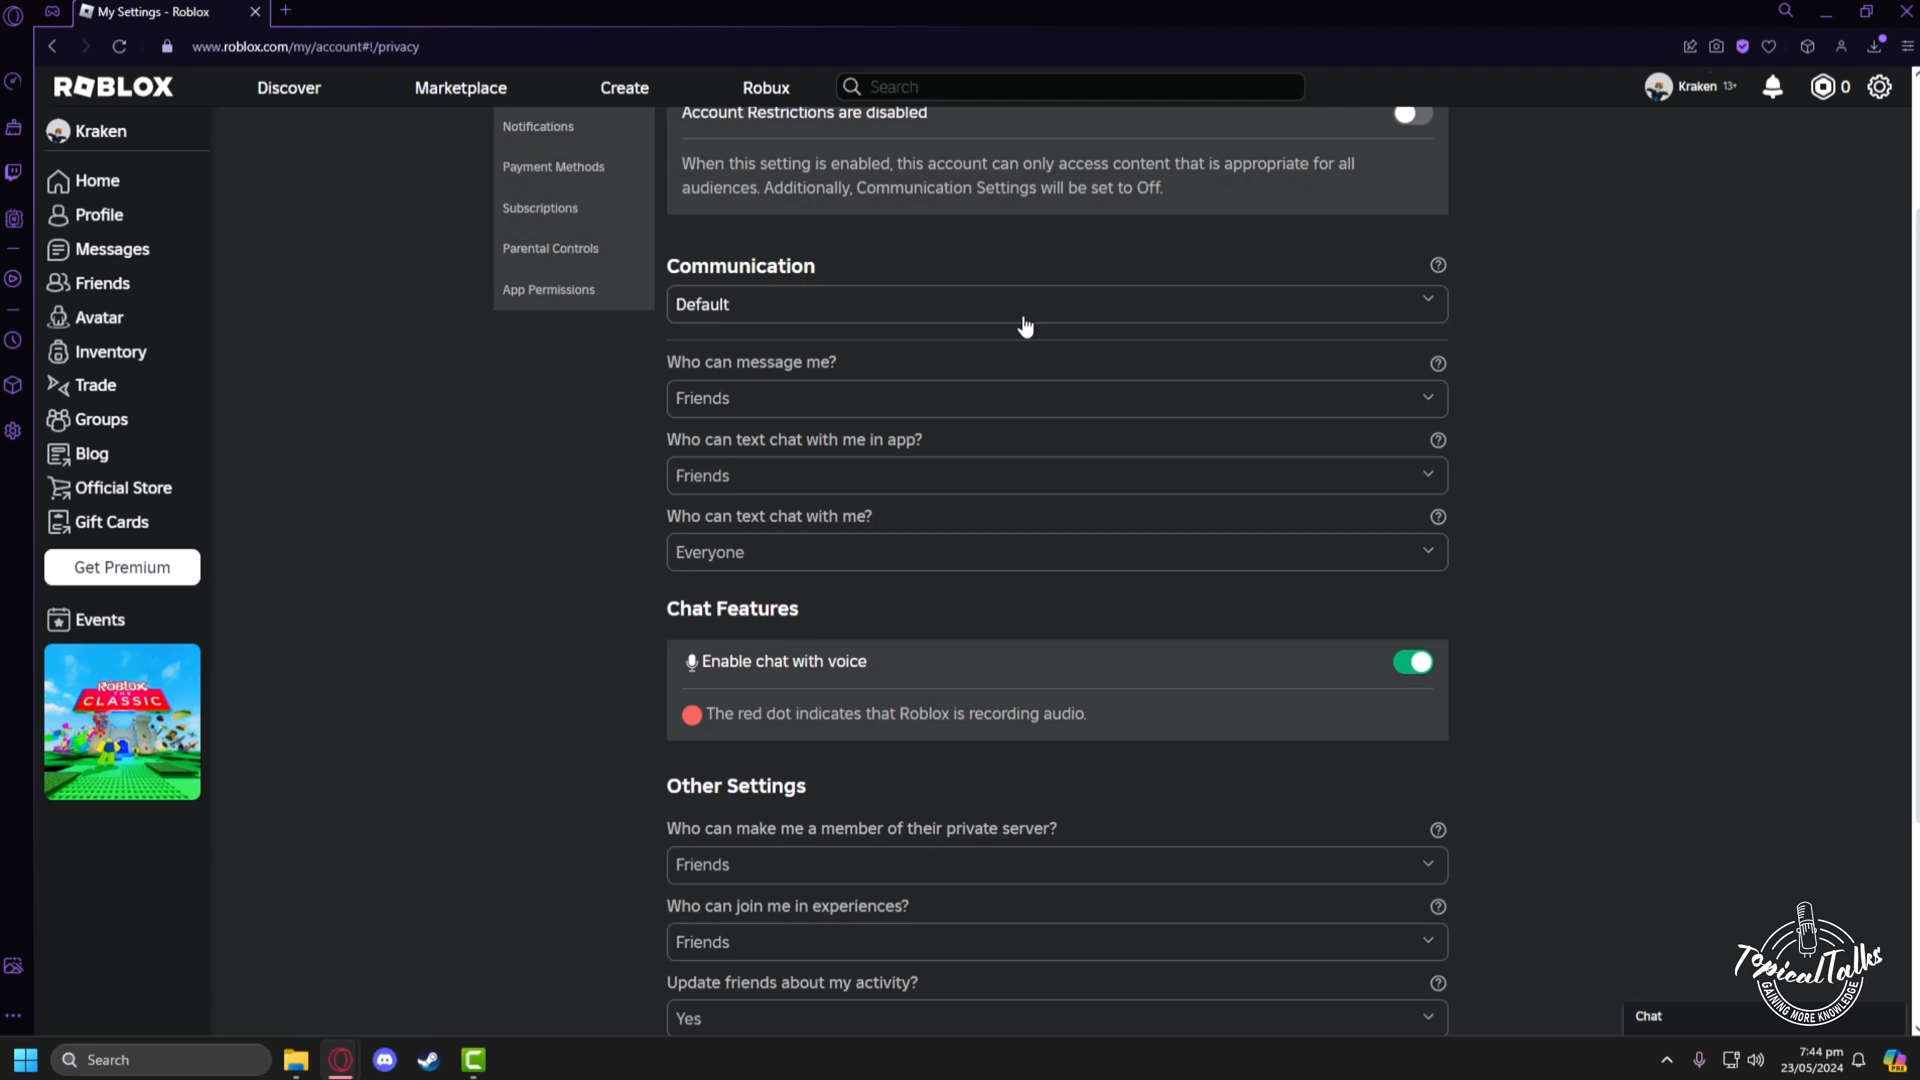 My Settings - Roblox
www.roblox.com/my/account#!/privacy
ROBLOX
Discover
Marketplace
Create
Robux
Search
Kraken 13+
0
Kraken
Home
Profile
Messages
Friends
Avatar
Inventory
Trade
Groups
Blog
Official Store
Gift Cards
Get Premium
Events
ROBLOX
THE
CLASSIC
Notifications
Payment Methods
Subscriptions
Parental Controls
App Permissions
Account Restrictions are disabled
When this setting is enabled, this account can only access content that is appropriate for all
audiences. Additionally, Communication Settings will be set to Off.
Communication
Default
Who can message me?
Friends
Who can text chat with me in app?
Friends
Who can text chat with me?
Everyone
Chat Features
Enable chat with voice
The red dot indicates that Roblox is recording audio.
Other Settings
Who can make me a member of their private server?
Friends
Who can join me in experiences?
Friends
Update friends about my activity?
Yes
TopicalTalks
GAINING MORE KNOWLEDGE
Chat
Search
7:44 pm
23/05/2024
PRE